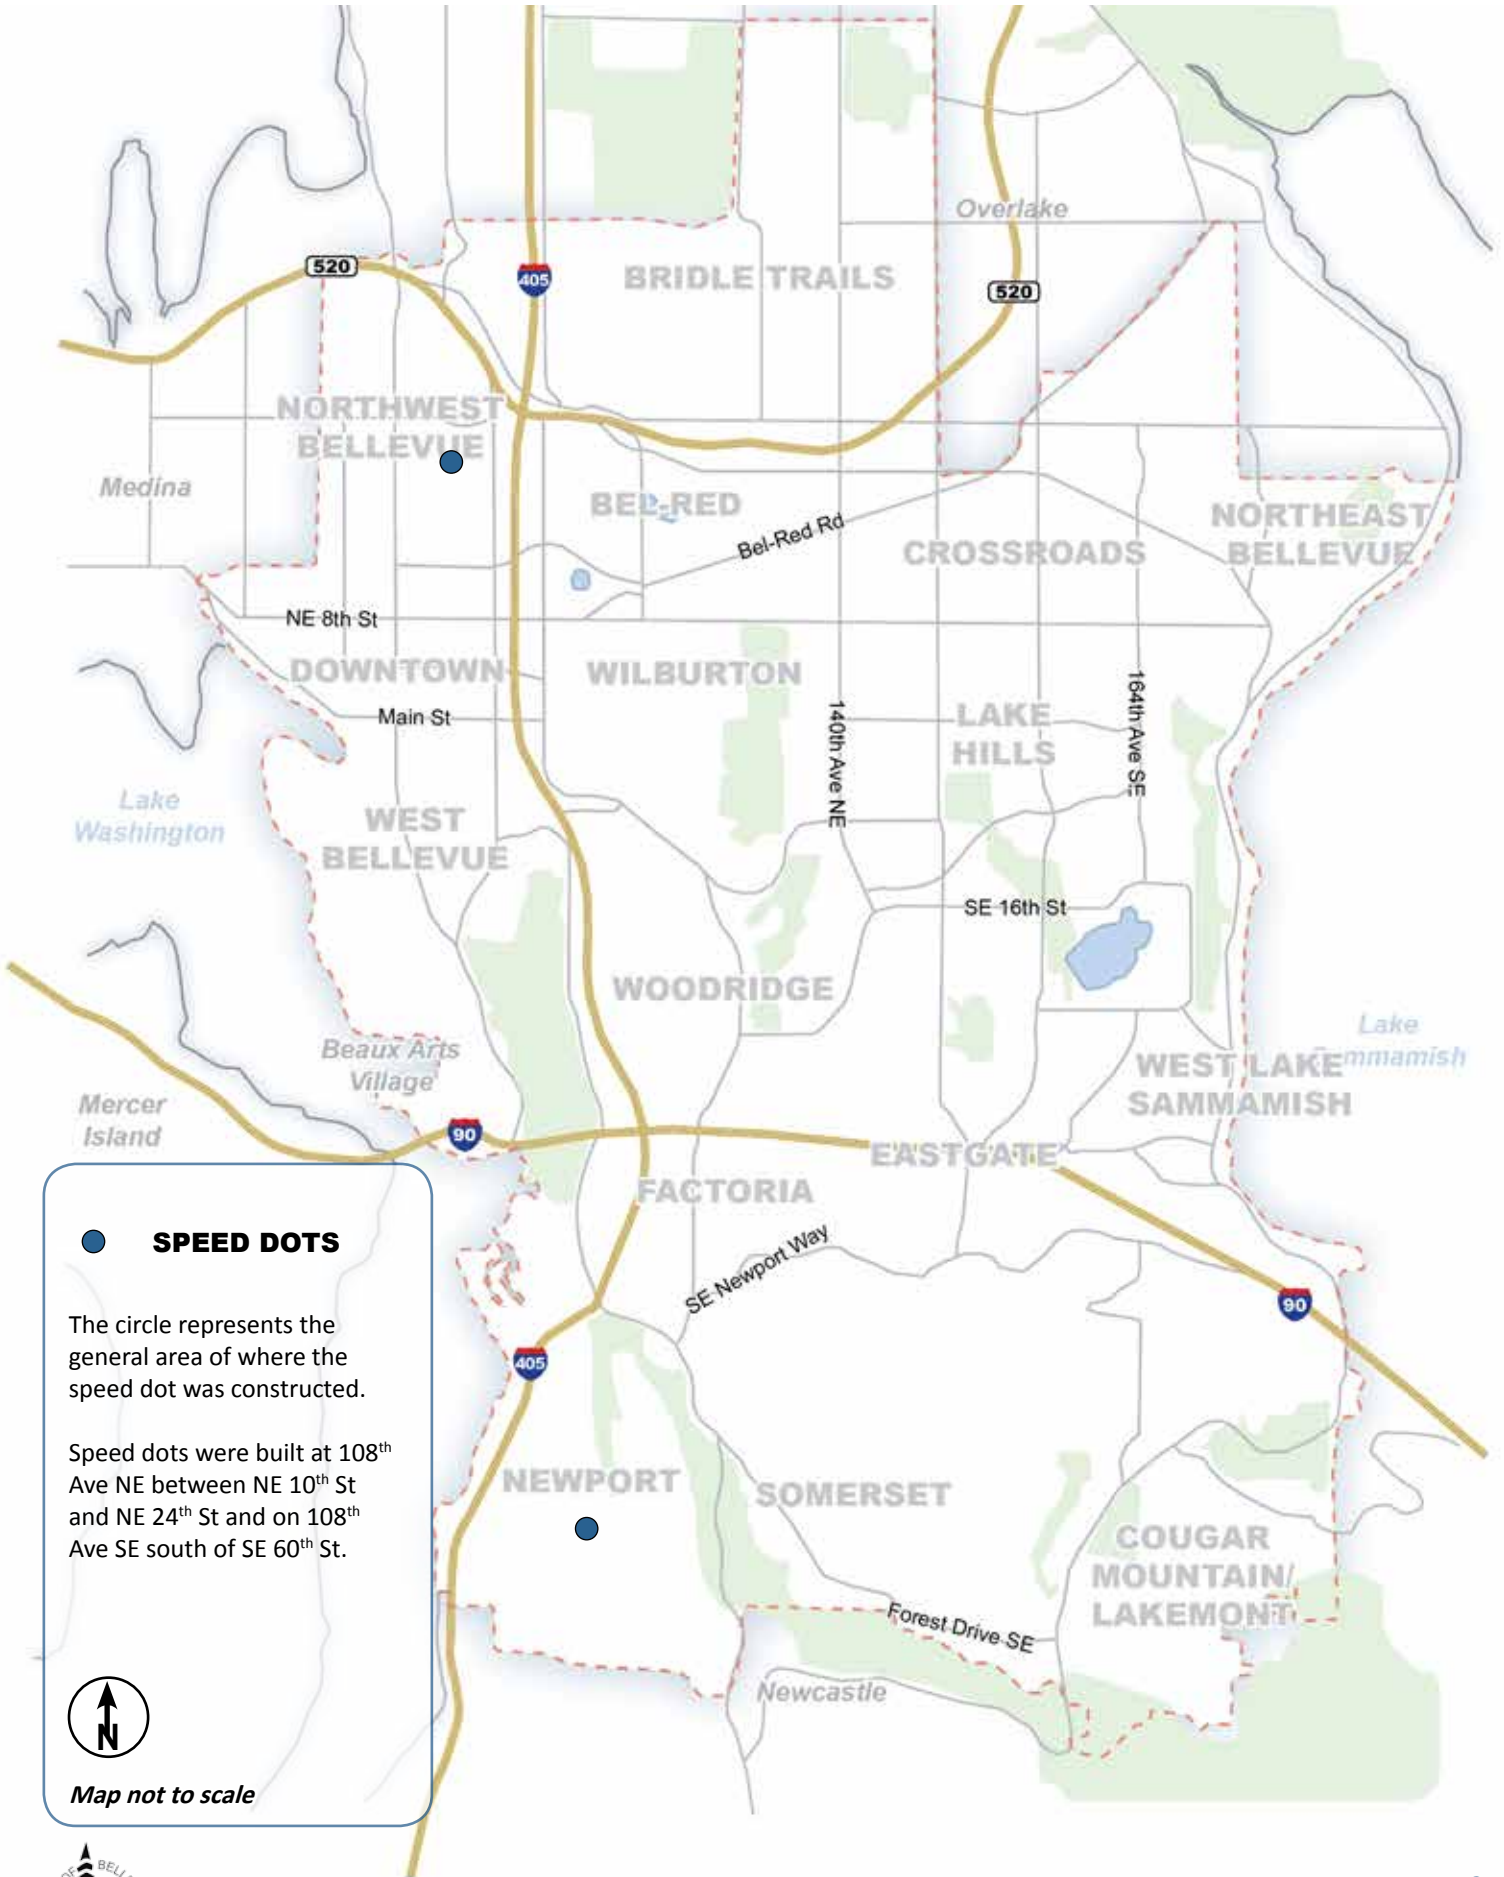 Overlake
520
405
BRIDLE TRAILS
520
NORTHWEST
BELLEVUE
Medina
BEL-RED
Bel-Red Rd
NORTHEAST
BELLEVUE
CROSSROADS
NE 8th St
DOWNTOWN
WILBURTON
Main St
140th Ave NE
LAKE
HILLS
164th Ave SE
Lake
Washington
WEST
BELLEVUE
SE 16th St
WOODRIDGE
Lake
Beaux Arts
Village
WEST LAKE
SAMMAMISH
Mercer
Island
90
EASTGATE
FACTORIA
SPEED DOTS
SE Newport Way
90
The circle represents the
general area of where the
speed dot was constructed.
405
Speed dots were built at 108th
Ave NE between NE 10th St
and NE 24th St and on 108th
Ave SE south of SE 60th St.
NEWPORT
SOMERSET
COUGAR
MOUNTAIN/
LAKEMONT
Forest Drive SE
Newcastle
N
Map not to scale